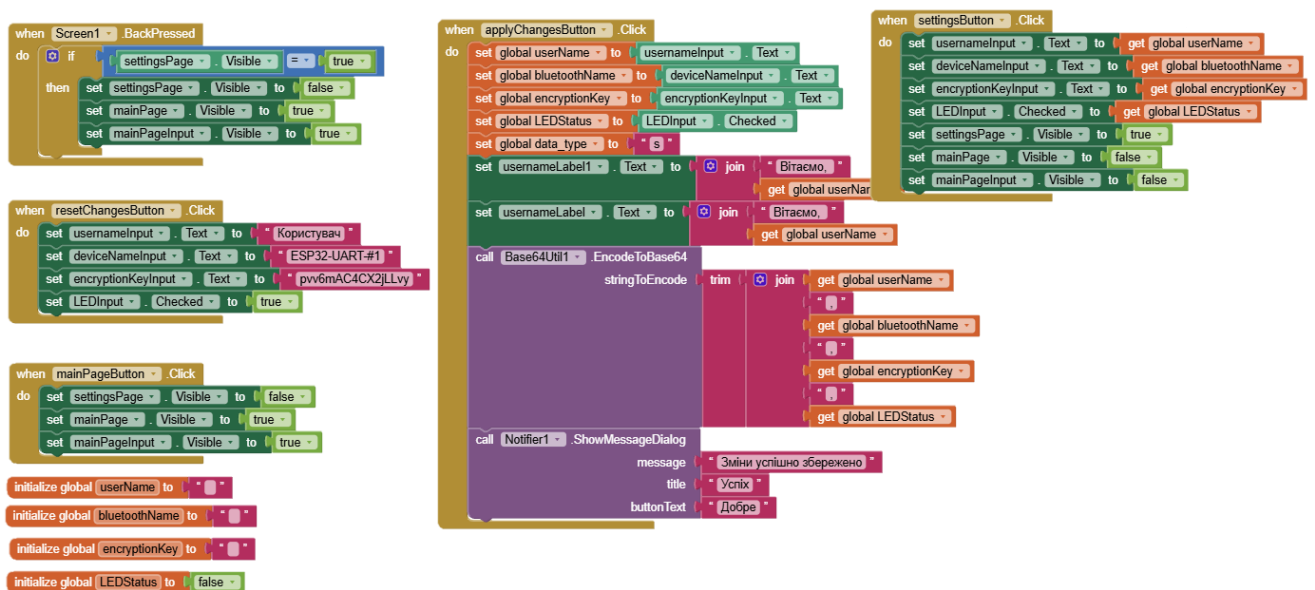 when Screen1 .BackPressed
do if settingsPage . Visible = true
then set settingsPage . Visible to false
set mainPage . Visible to true
set mainPageInput . Visible to true
when resetChangesButton .Click
do set usernameInput . Text to " Користувач "
set deviceNameInput . Text to " ESP32-UART-#1 "
set encryptionKeyInput . Text to " pvv6mAC4CX2jLLvy "
set LEDInput . Checked to true
when mainPageButton .Click
do set settingsPage . Visible to false
set mainPage . Visible to true
set mainPageInput . Visible to true
initialize global userName to " "
initialize global bluetoothName to " "
initialize global encryptionKey to " "
initialize global LEDStatus to false
when applyChangesButton .Click
do set global userName to usernameInput . Text
set global bluetoothName to deviceNameInput . Text
set global encryptionKey to encryptionKeyInput . Text
set global LEDStatus to LEDInput . Checked
set global data_type to " s "
set usernameLabel1 . Text to join " Вітаємо, "
get global userNar
set usernameLabel . Text to join " Вітаємо, "
get global userName
call Base64Util1 .EncodeToBase64
stringToEncode trim join get global userName
" , "
get global bluetoothName
" , "
get global encryptionKey
" , "
get global LEDStatus
call Notifier1 .ShowMessageDialog
message " Зміни успішно збережено "
title " Успіх "
buttonText " Добре "
when settingsButton .Click
do set usernameInput . Text to get global userName
set deviceNameInput . Text to get global bluetoothName
set encryptionKeyInput . Text to get global encryptionKey
set LEDInput . Checked to get global LEDStatus
set settingsPage . Visible to true
set mainPage . Visible to false
set mainPageInput . Visible to false